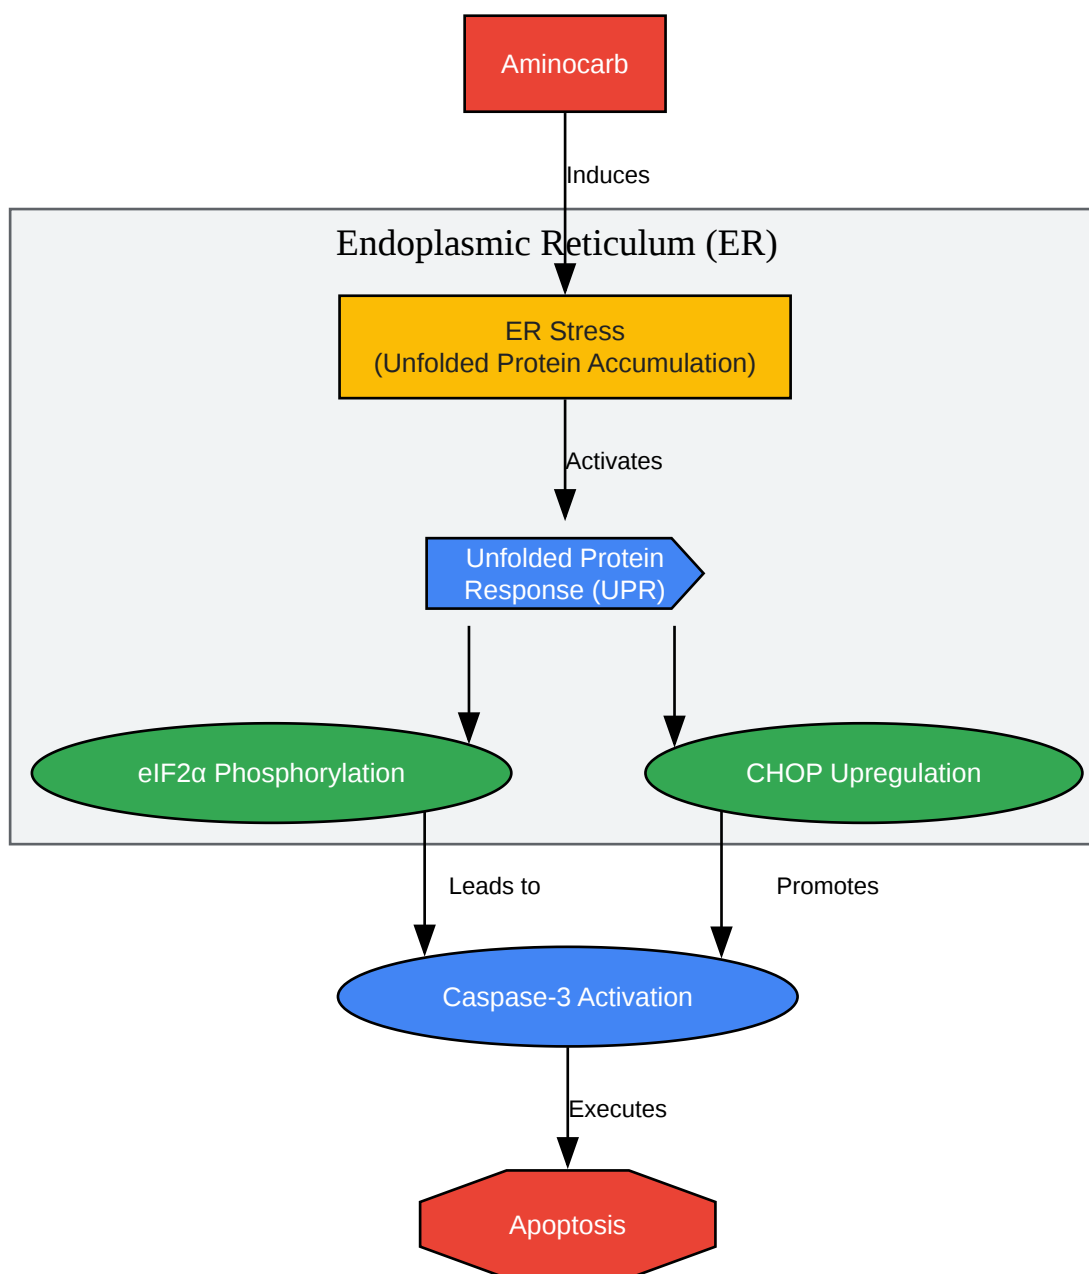 Aminocarb
Induces
Endoplasmic Reticulum (ER)
ER Stress
(Unfolded Protein Accumulation)
Activates
Unfolded Protein
Response (UPR)
eIF2α Phosphorylation
CHOP Upregulation
Leads to
Promotes
Caspase-3 Activation
Executes
Apoptosis